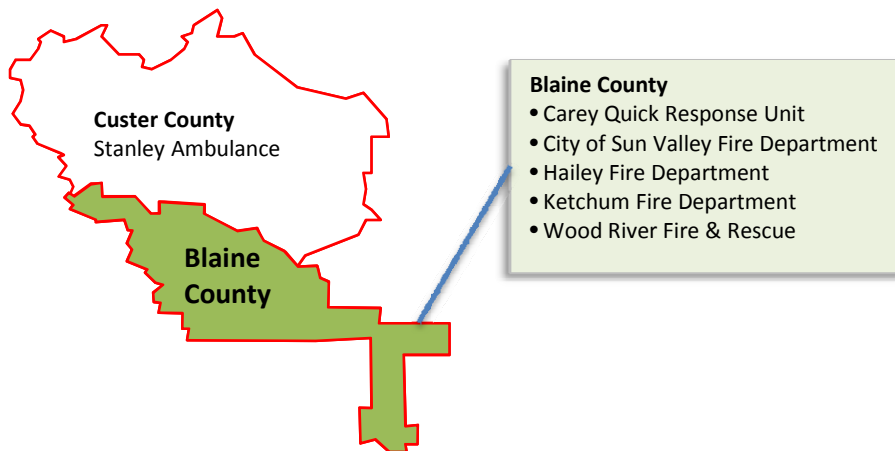 Custer County
Stanley Ambulance
Blaine
County
Blaine County
• Carey Quick Response Unit
• City of Sun Valley Fire Department
• Hailey Fire Department
• Ketchum Fire Department
• Wood River Fire & Rescue